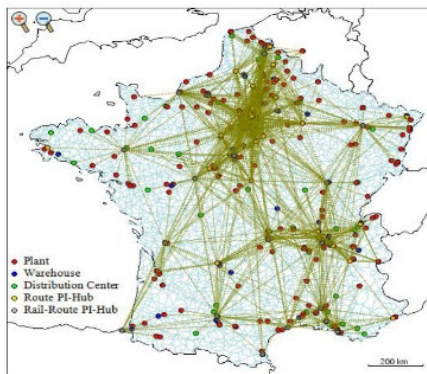 Plant
Warehouse
Distribution Center
Route PI-Hub
Rail-Route PI-Hub
200 km